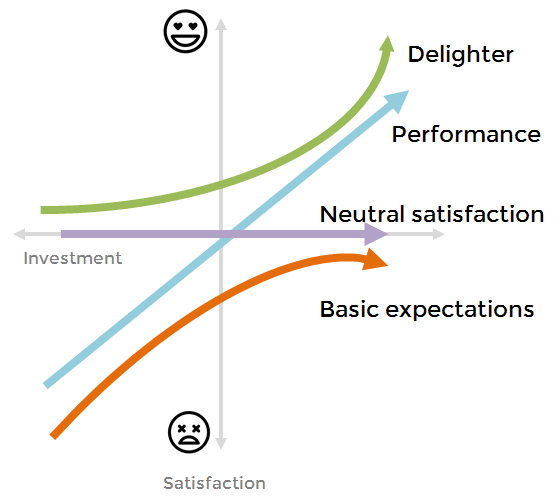 Delighter
Performance
Neutral satisfaction
Investment
Basic expectations
Satisfaction